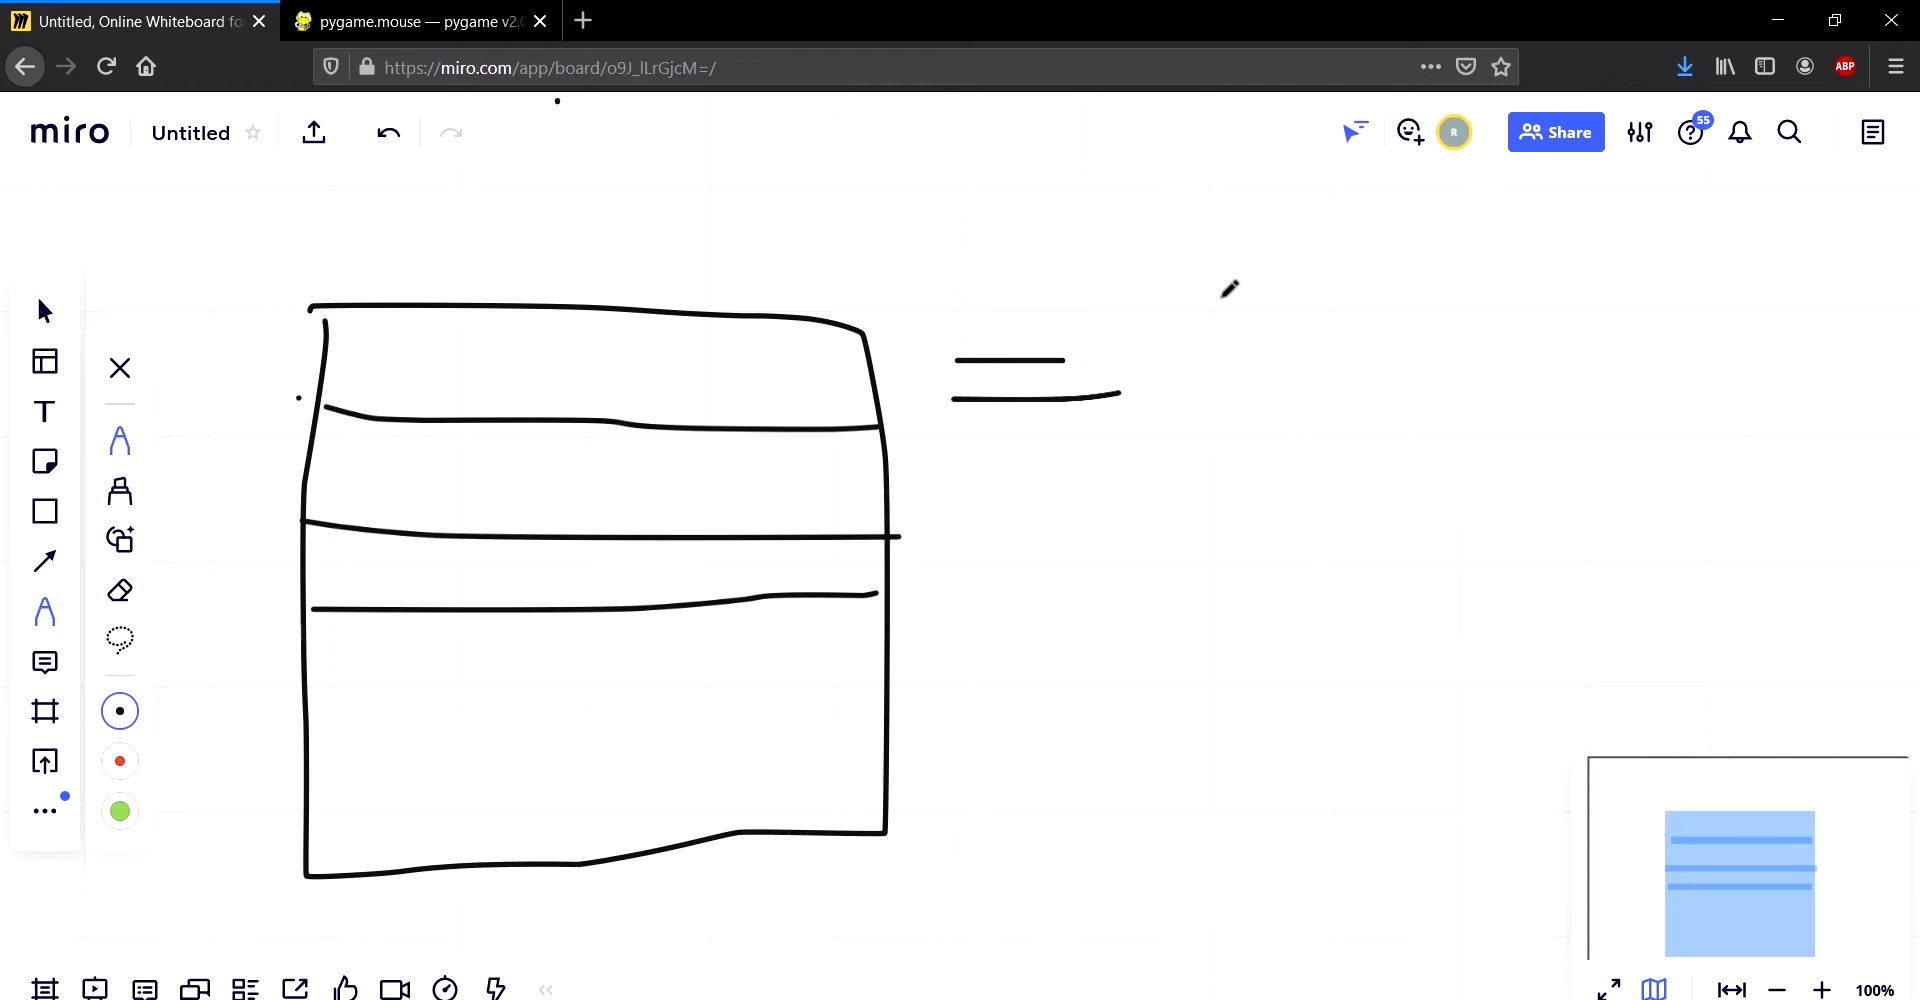 Untitled, Online Whiteboard fo
pygame.mouse — pygame v2.0
https://miro.com/app/board/o9J_lLrGjcM=/
ABP
miro
Untitled
R
Share
55
T
100%